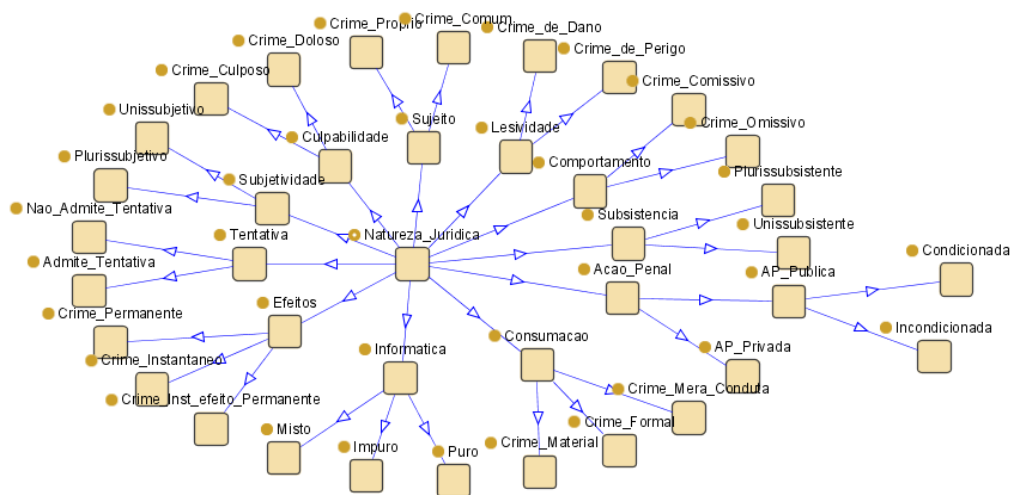 Crime_Proprio
Crime_Comum
Crime_de_Dano
Crime_Doloso
Crime_de_Perigo
Crime_Culposo
Crime_Comissivo
Unissubjetivo
Culpabilidade
Sujeito
Lesividade
Crime_Omissivo
Plurissubjetivo
Subjetividade
Comportamento
Plurissubsistente
Nao_Admite_Tentativa
Tentativa
Natureza_Juridica
Subsistencia
Unissubsistente
Condicionada
Admite_Tentativa
Acao_Penal
AP_Publica
Crime_Permanente
Efeitos
Consumacao
Incondicionada
Crime_Instantaneo
Informatica
AP_Privada
Crime_Inst_efeito_Permanente
Crime_Mera_Conduta
Misto
Impuro
Puro
Crime_Material
Crime_Formal